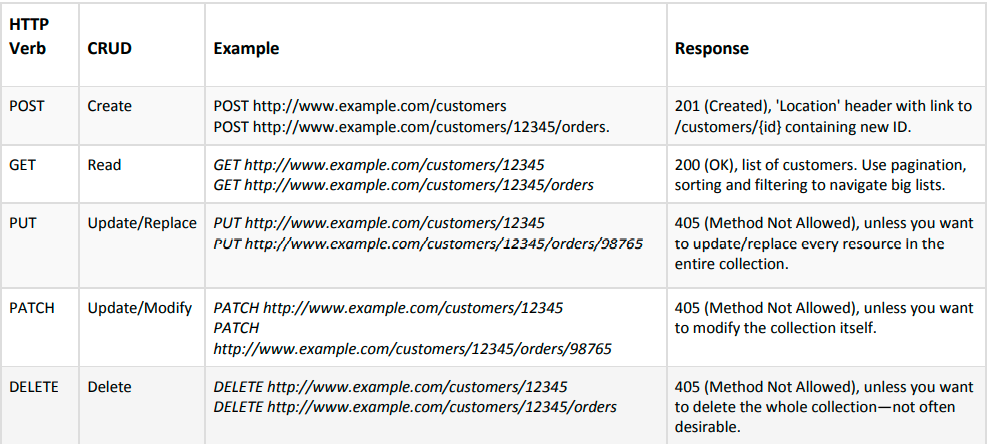 HTTP
Verb CRUD Example Response
POST Create POST http://www.example.com/customers 201 (Created), 'Location' header with link to
POST http://www.example.com/customers/12345/orders. /customers/{id} containing new ID.
GET Read GET http://www.example.com/customers/12345 200 (OK), list of customers. Use pagination,
GET http://www.example.com/customers/12345/orders sorting and filtering to navigate big lists.
PUT Update/Replace PUT http://www.example.com/customers/12345 405 (Method Not Allowed), unless you want
PUT http://www.example.com/customers/12345/orders/98765 to update/replace every resource in the
entire collection.
PATCH Update/Modify PATCH http://www.example.com/customers/12345 405 (Method Not Allowed), unless you want
PATCH to modify the collection itself.
http://www.example.com/customers/12345/orders/98765
DELETE Delete DELETE http://www.example.com/customers/12345 405 (Method Not Allowed), unless you want
DELETE http://www.example.com/customers/12345/orders to delete the whole collection—not often
desirable.